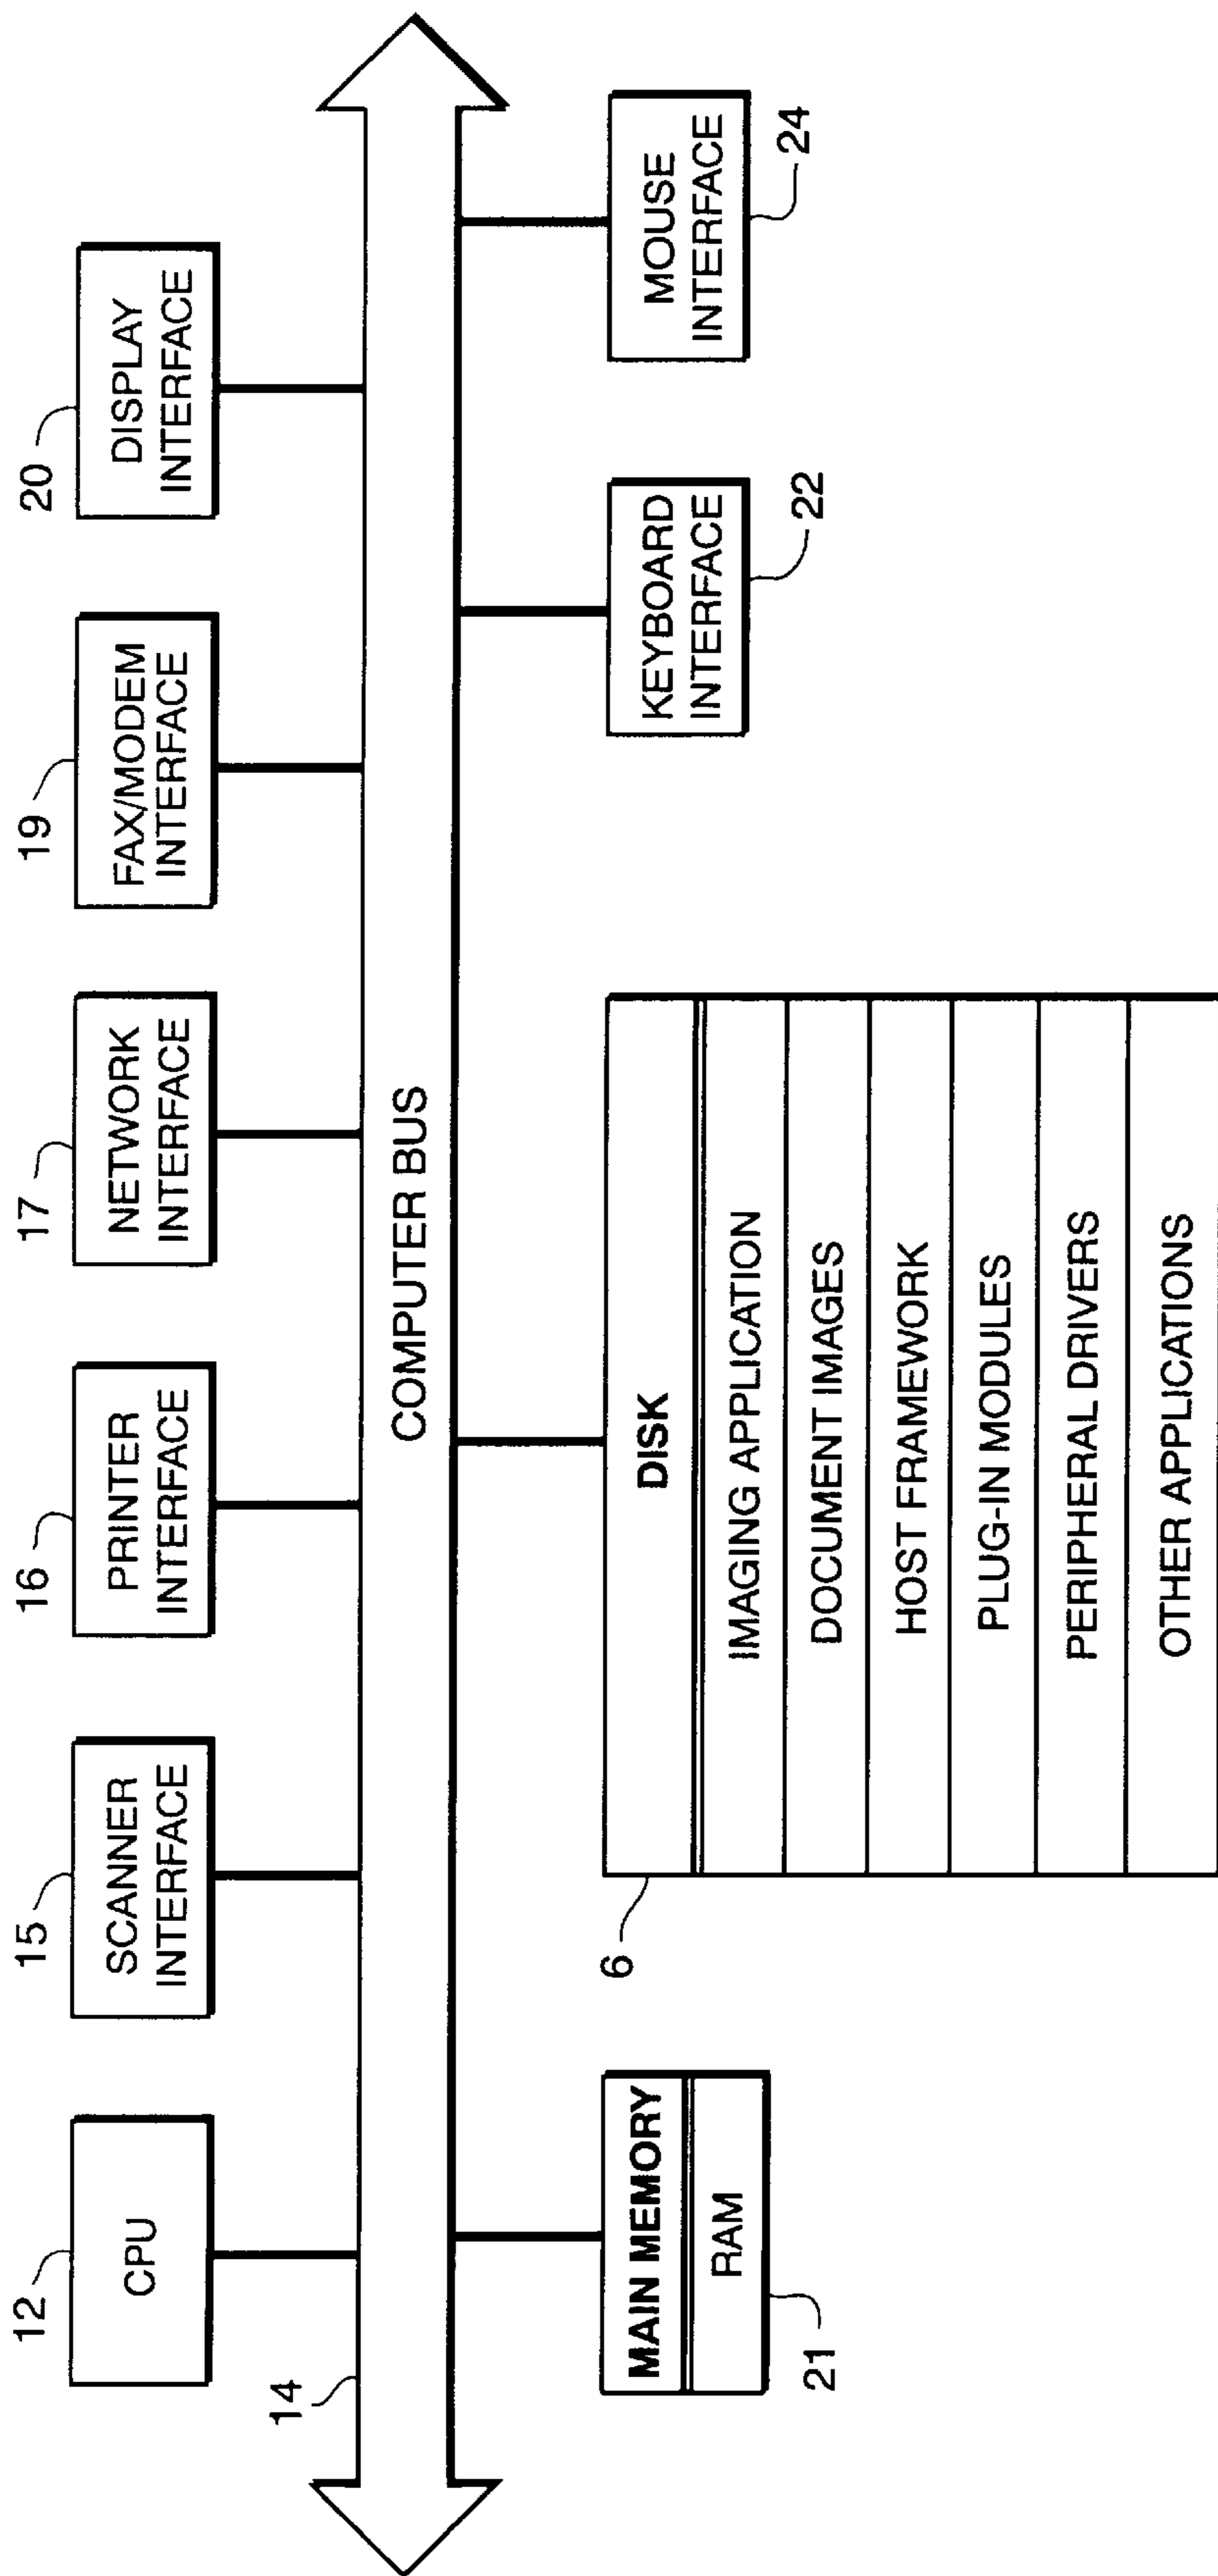 12
CPU
15
SCANNER
INTERFACE
16
PRINTER
INTERFACE
17
NETWORK
INTERFACE
19
FAX/MODEM
INTERFACE
20
DISPLAY
INTERFACE
14
COMPUTER BUS
MAIN MEMORY
RAM
21
6
DISK
IMAGING APPLICATION
DOCUMENT IMAGES
HOST FRAMEWORK
PLUG-IN MODULES
PERIPHERAL DRIVERS
OTHER APPLICATIONS
KEYBOARD
INTERFACE
22
MOUSE
INTERFACE
24